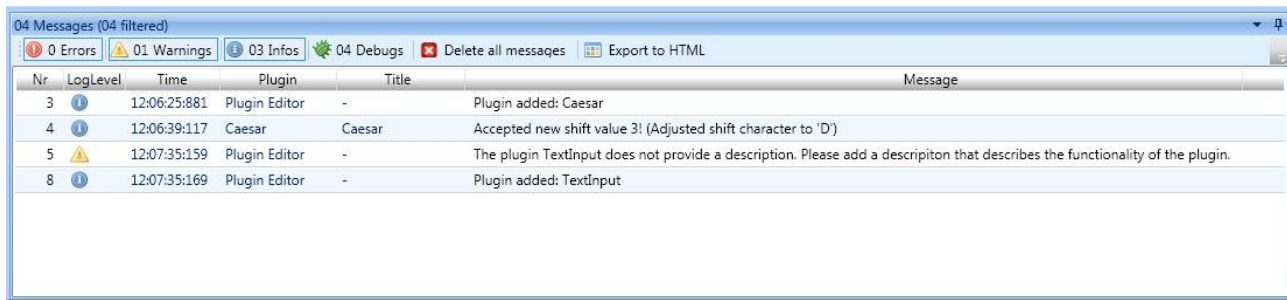 04 Messages (04 filtered)
0 Errors 01 Warnings 03 Infos 04 Debugs Delete all messages Export to HTML
Nr LogLevel Time Plugin Title Message
3 12:06:25:881 Plugin Editor - Plugin added: Caesar
4 12:06:39:117 Caesar Caesar Accepted new shift value 3! (Adjusted shift character to 'D')
5 12:07:35:159 Plugin Editor - The plugin TextInput does not provide a description. Please add a descripiton that describes the functionality of the plugin.
8 12:07:35:169 Plugin Editor - Plugin added: TextInput